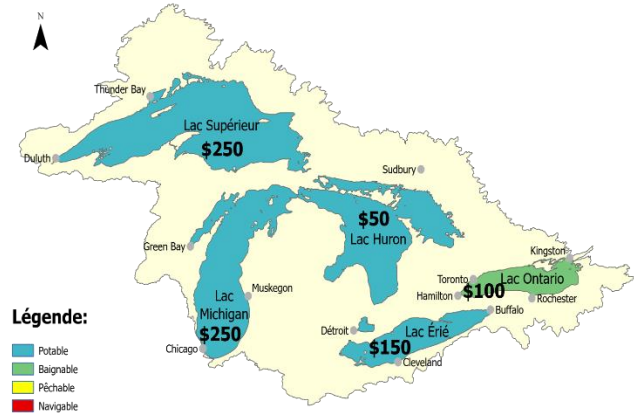 N
Thunder Bay
Lac Supérieur
$250
Duluth
Sudbury
$50
Lac Huron
Green Bay
Kingston
Toronto
Lac Ontario
Hamilton
$100
Rochester
Muskegon
Lac
Michigan
$250
Buffalo
Détroit
Lac Érié
$150
Chicago
Cleveland
Légende:
Potable
Baignable
Pêchable
Navigable